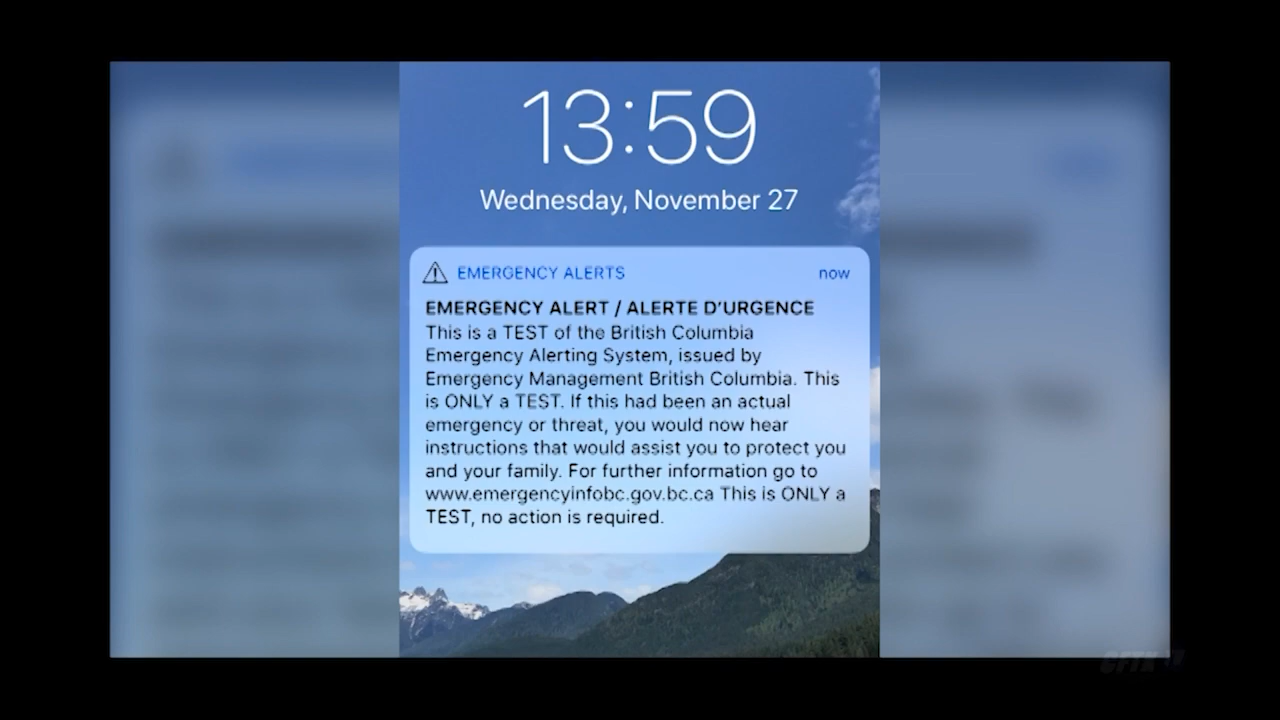 13:59
Wednesday, November 27
EMERGENCY ALERTS
now
EMERGENCY ALERT / ALERTE D'URGENCE
This is a TEST of the British Columbia
Emergency Alerting System, issued by
Emergency Management British Columbia. This
is ONLY a TEST. If this had been an actual
emergency or threat, you would now hear
instructions that would assist you to protect you
and your family. For further information go to
www.emergencyinfobc.gov.bc.ca This is ONLY a
TEST, no action is required.